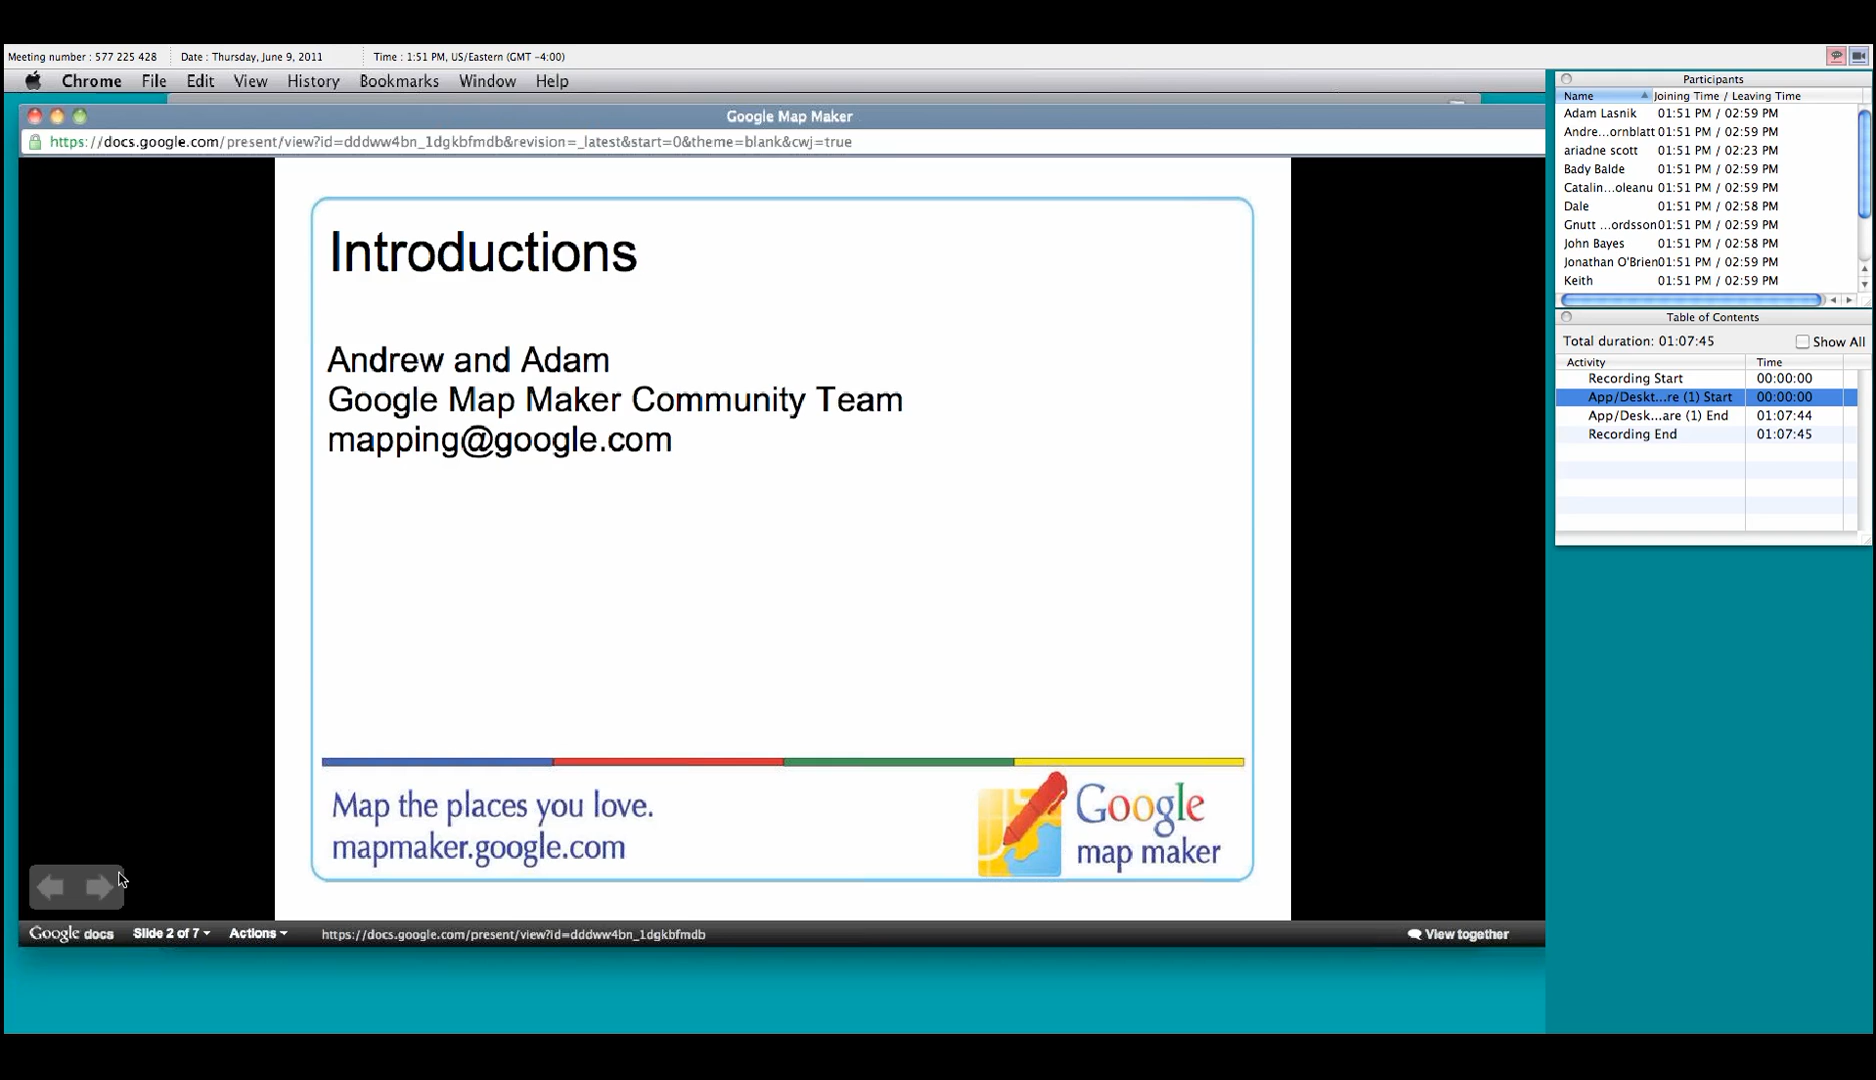 Meeting number : 577 225 428 Date : Thursday, June 9, 2011 Time : 1:51 PM, US/Eastern (GMT -4:00)
Chrome File Edit View History Bookmarks Window Help
Google Map Maker
https://docs.google.com/present/view?id=dddww4bn_1dgkbfmdb&revision=_latest&start=0&theme=blank&cwj=true
Introductions
Andrew and Adam
Google Map Maker Community Team
mapping@google.com
Map the places you love.
mapmaker.google.com
Google
map maker
Google docs Slide 2 of 7 Actions https://docs.google.com/present/view?id=dddww4bn_1dgkbfmdb View together
Participants
Name Joining Time / Leaving Time
Adam Lasnik 01:51 PM / 02:59 PM
Andre...ornblatt 01:51 PM / 02:59 PM
ariadne scott 01:51 PM / 02:23 PM
Bady Balde 01:51 PM / 02:59 PM
Catalin...oleanu 01:51 PM / 02:59 PM
Dale 01:51 PM / 02:58 PM
Gnutt ...ordsson 01:51 PM / 02:59 PM
John Bayes 01:51 PM / 02:58 PM
Jonathan O'Brien 01:51 PM / 02:59 PM
Keith 01:51 PM / 02:59 PM
Table of Contents
Total duration: 01:07:45 Show All
Activity Time
Recording Start 00:00:00
App/Deskt...re (1) Start 00:00:00
App/Desk...are (1) End 01:07:44
Recording End 01:07:45